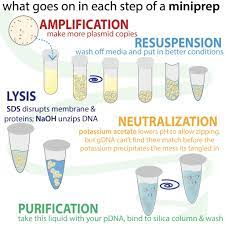 what goes on in each step of a miniprep
AMPLIFICATION
make more plasmid copies
RESUSPENSION
wash off media and put in better conditions
LYSIS
SDS disrupts membrane &
proteins; NaOH unzips DNA
NEUTRALIZATION
potassium acetate lowers pH to allow zipping,
but gDNA can't find their match before the
potassium precipitates the mess its tangled in
PURIFICATION
take this liquid with your pDNA, bind to silica column & wash